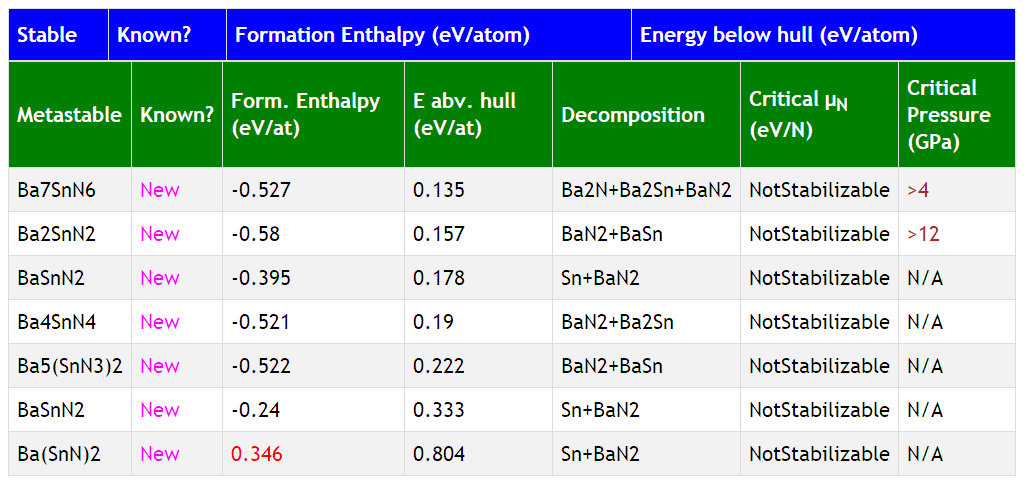 Stable Known? Formation Enthalpy (eV/atom) Energy below hull (eV/atom)
Metastable Known? Form. Enthalpy (eV/at) E abv. hull (eV/at) Decomposition Critical μN (eV/N) Critical Pressure (GPa)
Ba7SnN6 New -0.527 0.135 Ba2N+Ba2Sn+BaN2 NotStabilizable >4
Ba2SnN2 New -0.58 0.157 BaN2+BaSn NotStabilizable >12
BaSnN2 New -0.395 0.178 Sn+BaN2 NotStabilizable N/A
Ba4SnN4 New -0.521 0.19 BaN2+Ba2Sn NotStabilizable N/A
Ba5(SnN3)2 New -0.522 0.222 BaN2+BaSn NotStabilizable N/A
BaSnN2 New -0.24 0.333 Sn+BaN2 NotStabilizable N/A
Ba(SnN)2 New 0.346 0.804 Sn+BaN2 NotStabilizable N/A